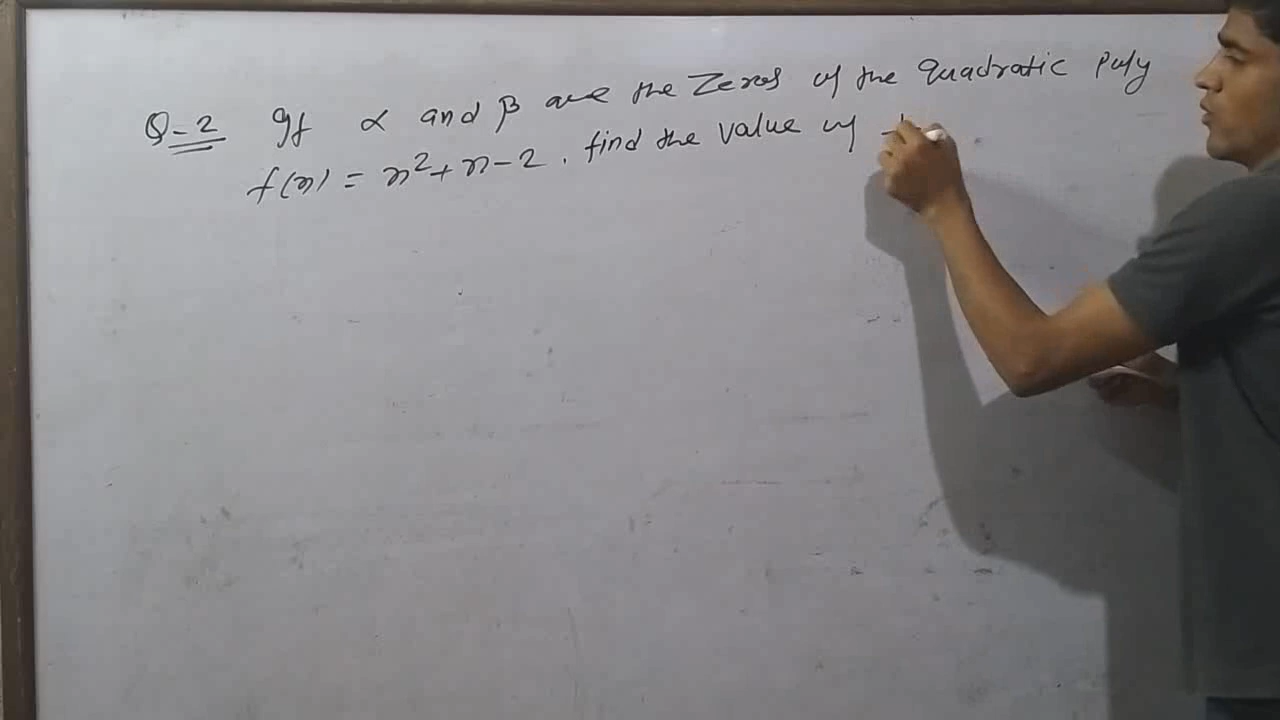 Q-2 If α and β are the Zeros of the quadratic Poly
f(x) = x² + x - 2. find the value of